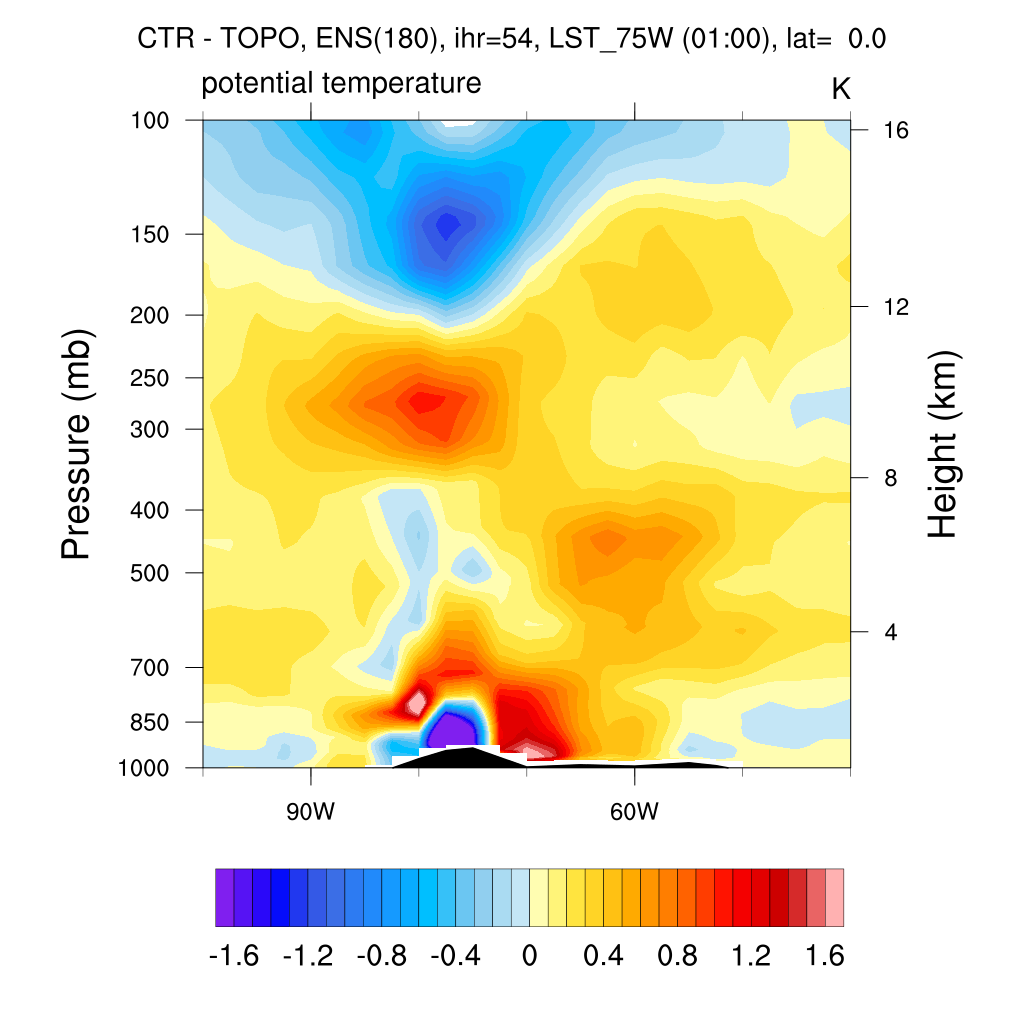 CTR - TOPO, ENS(180), ihr=54, LST_75W (01:00), lat=  0.0
potential temperature K
100
150
200
250
300
400
500
700
850
1000
Pressure (mb)
16
12
8
4
Height (km)
90W 60W
-1.6 -1.2 -0.8 -0.4 0 0.4 0.8 1.2 1.6